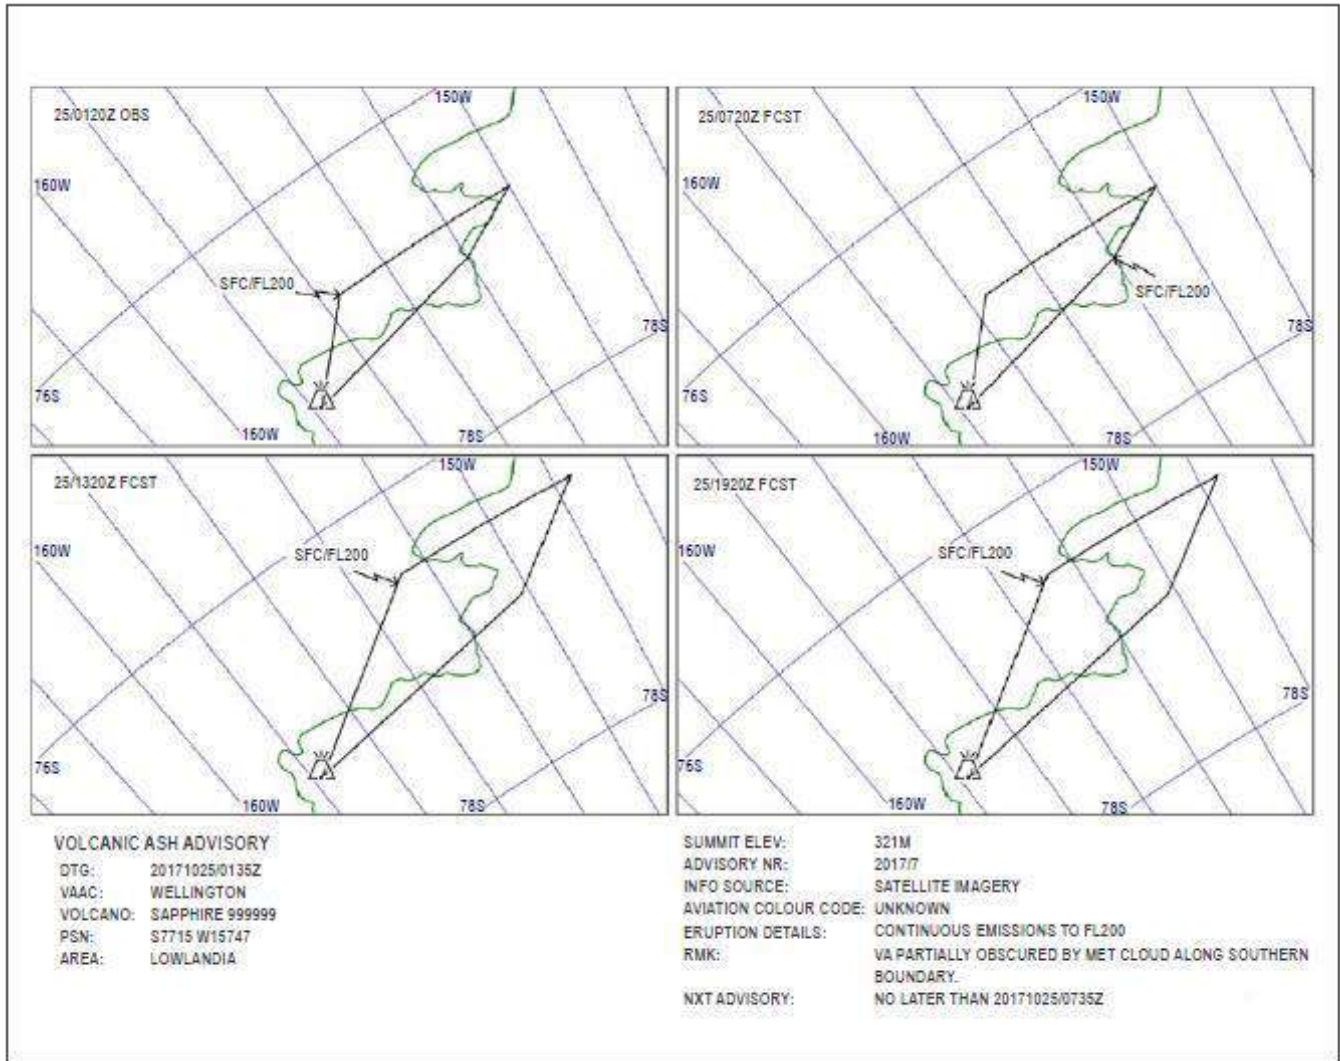 25/0120Z OBS
150W
160W
SFC/FL200
78S
76S
160W
78S
25/0720Z FCST
150W
160W
SFC/FL200
78S
76S
160W
78S
25/1320Z FCST
150W
160W
SFC/FL200
78S
76S
160W
78S
25/1920Z FCST
150W
160W
SFC/FL200
78S
76S
160W
78S
VOLCANIC ASH ADVISORY
DTG: 20171025/0135Z
VAAC: WELLINGTON
VOLCANO: SAPPHIRE 999999
PSN: S7715 W15747
AREA: LOWLANDIA
SUMMIT ELEV: 321M
ADVISORY NR: 2017/7
INFO SOURCE: SATELLITE IMAGERY
AVIATION COLOUR CODE: UNKNOWN
ERUPTION DETAILS: CONTINUOUS EMISSIONS TO FL200
RMK: VA PARTIALLY OBSCURED BY MET CLOUD ALONG SOUTHERN
BOUNDARY.
NXT ADVISORY: NO LATER THAN 20171025/0735Z